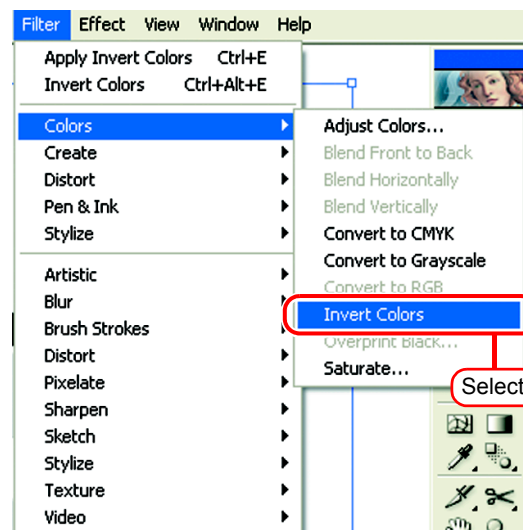 Filter Effect View Window Help
Apply Invert Colors Ctrl+E
Invert Colors Ctrl+Alt+E
Colors
Create
Distort
Pen & Ink
Stylize
Artistic
Blur
Brush Strokes
Distort
Pixelate
Sharpen
Sketch
Stylize
Texture
Video
Adjust Colors...
Blend Front to Back
Blend Horizontally
Blend Vertically
Convert to CMYK
Convert to Grayscale
Convert to RGB
Invert Colors
Overprint Black...
Saturate...
Select